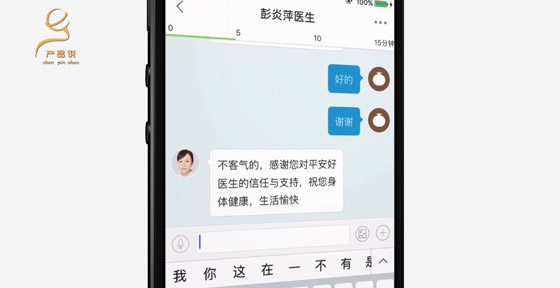 100%
彭炎萍医生
0
5
10
15分钟
产品说
chan pin shuo
好的
谢谢
不客气的，感谢您对平安好
医生的信任与支持，祝您身
体健康，生活愉快
我 你 这 在 一 不 有 是